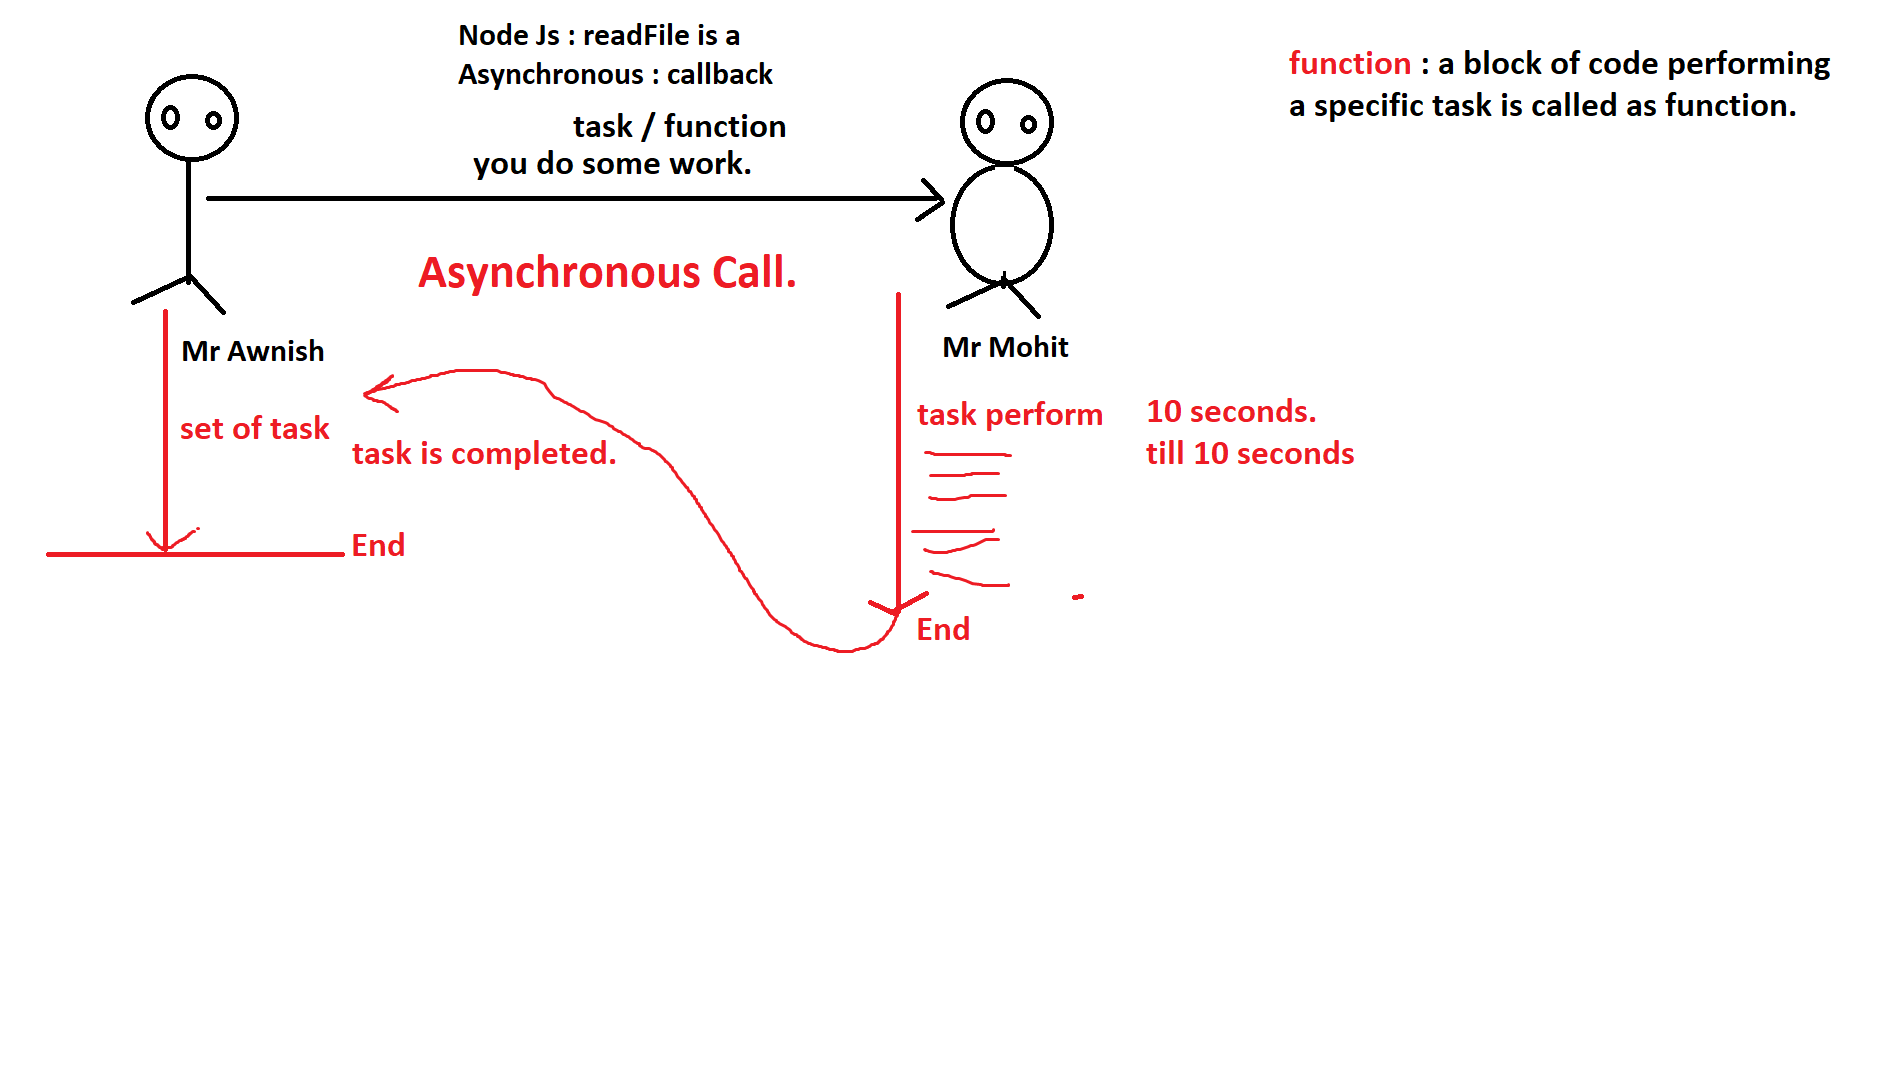 Node Js : readFile is a
Asynchronous : callback
task / function
you do some work.
function : a block of code performing
a specific task is called as function.
Asynchronous Call.
Mr Awnish
Mr Mohit
set of task
task is completed.
End
task perform
10 seconds.
till 10 seconds
End